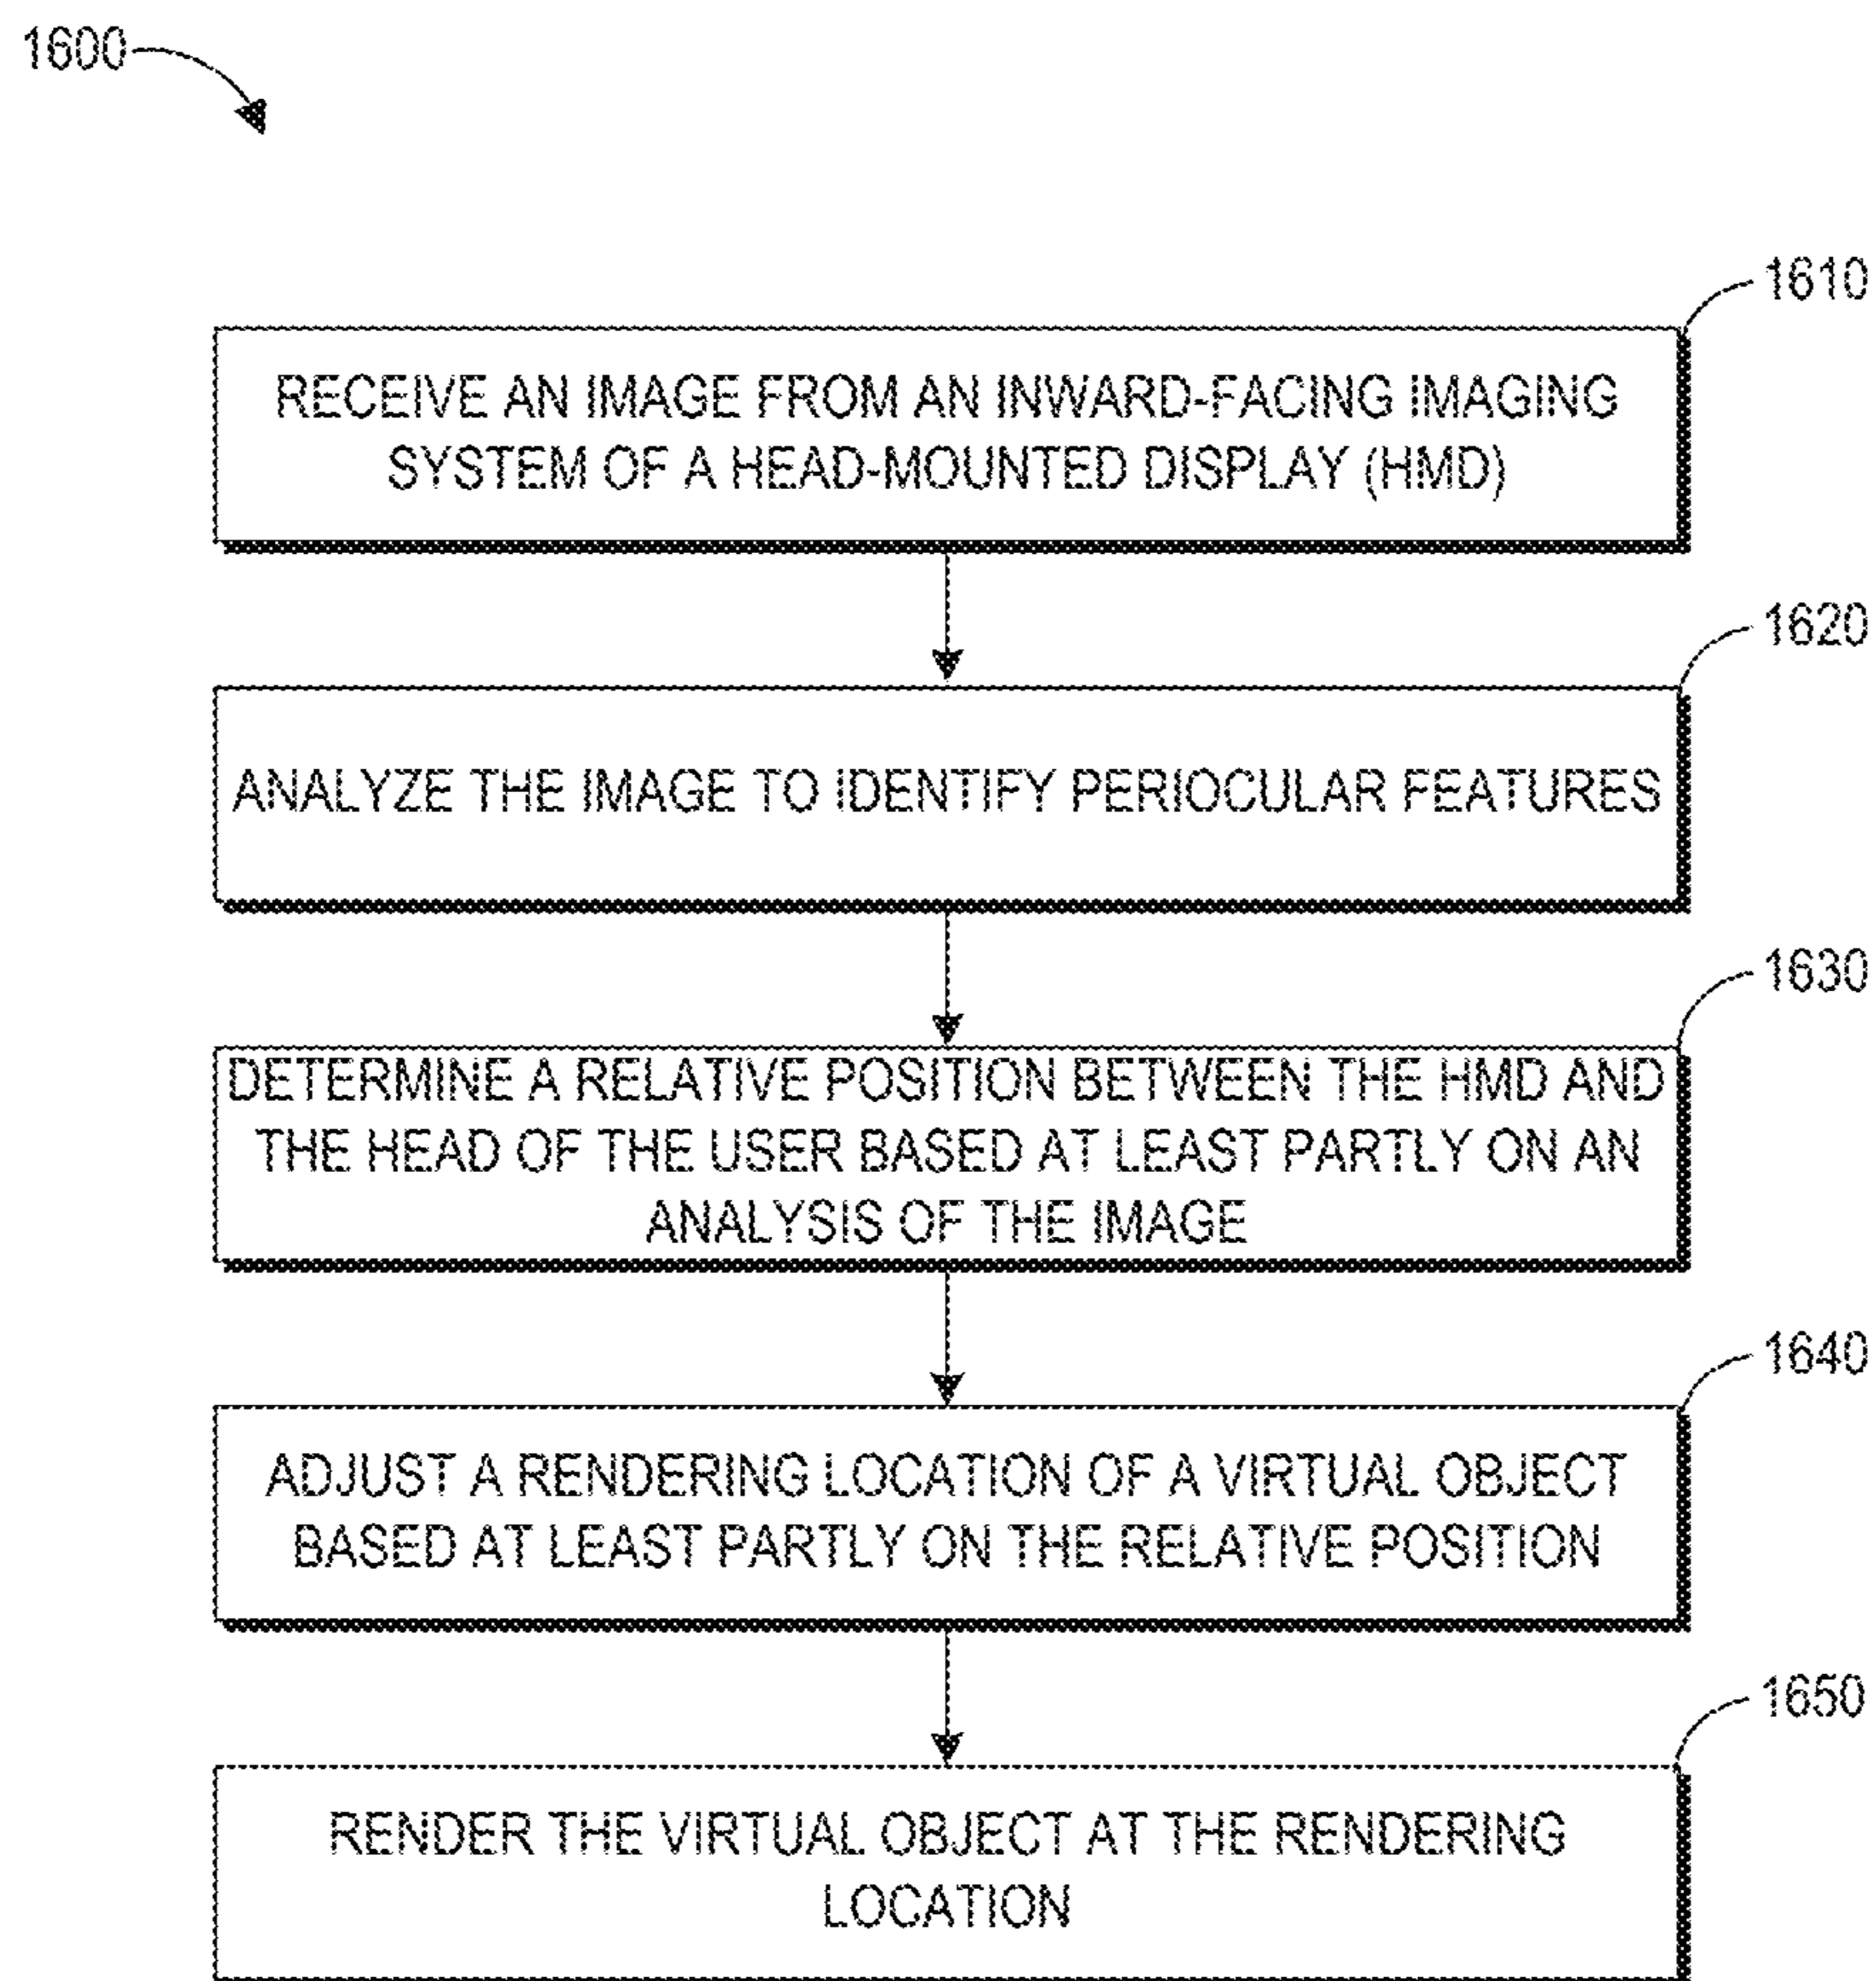 1600
1610
RECEIVE AN IMAGE FROM AN INWARD-FACING IMAGING
SYSTEM OF A HEAD-MOUNTED DISPLAY (HMD)
1620
ANALYZE THE IMAGE TO IDENTIFY PERIOCULAR FEATURES
1630
DETERMINE A RELATIVE POSITION BETWEEN THE HMD AND
THE HEAD OF THE USER BASED AT LEAST PARTLY ON AN
ANALYSIS OF THE IMAGE
1640
ADJUST A RENDERING LOCATION OF A VIRTUAL OBJECT
BASED AT LEAST PARTLY ON THE RELATIVE POSITION
1650
RENDER THE VIRTUAL OBJECT AT THE RENDERING
LOCATION